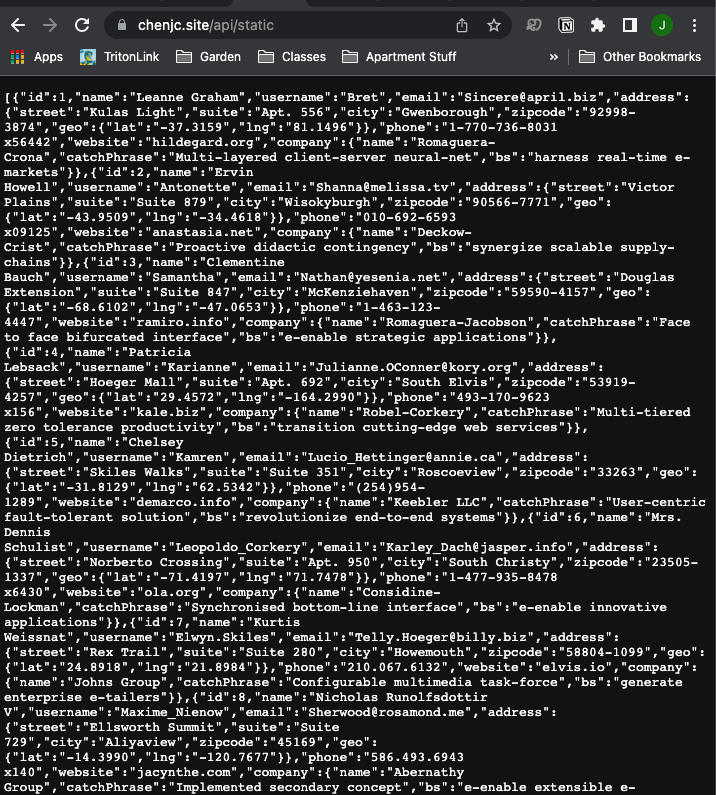 chenjc.site/api/static
J
Apps TritonLink Garden Classes Apartment Stuff » Other Bookmarks
[{"id":1,"name":"Leanne Graham","username":"Bret","email":"Sincere@april.biz","address":
{"street":"Kulas Light","suite":"Apt. 556","city":"Gwenborough","zipcode":"92998-
3874","geo":{"lat":"-37.3159","lng":"81.1496"}},"phone":"1-770-736-8031
x56442","website":"hildegard.org","company":{"name":"Romaguera-
Crona","catchPhrase":"Multi-layered client-server neural-net","bs":"harness real-time e-
markets"}},{"id":2,"name":"Ervin
Howell","username":"Antonette","email":"Shanna@melissa.tv","address":{"street":"Victor
Plains","suite":"Suite 879","city":"Wisokyburgh","zipcode":"90566-7771","geo":
{"lat":"-43.9509","lng":"-34.4618"}},"phone":"010-692-6593
x09125","website":"anastasia.net","company":{"name":"Deckow-
Crist","catchPhrase":"Proactive didactic contingency","bs":"synergize scalable supply-
chains"}},{"id":3,"name":"Clementine
Bauch","username":"Samantha","email":"Nathan@yesenia.net","address":{"street":"Douglas
Extension","suite":"Suite 847","city":"McKenziehaven","zipcode":"59590-4157","geo":
{"lat":"-68.6102","lng":"-47.0653"}},"phone":"1-463-123-
4447","website":"ramiro.info","company":{"name":"Romaguera-Jacobson","catchPhrase":"Face
to face bifurcated interface","bs":"e-enable strategic applications"}},
{"id":4,"name":"Patricia
Lebsack","username":"Karianne","email":"Julianne.OConner@kory.org","address":
{"street":"Hoeger Mall","suite":"Apt. 692","city":"South Elvis","zipcode":"53919-
4257","geo":{"lat":"29.4572","lng":"-164.2990"}},"phone":"493-170-9623
x156","website":"kale.biz","company":{"name":"Robel-Corkery","catchPhrase":"Multi-tiered
zero tolerance productivity","bs":"transition cutting-edge web services"}},
{"id":5,"name":"Chelsey
Dietrich","username":"Kamren","email":"Lucio_Hettinger@annie.ca","address":
{"street":"Skiles Walks","suite":"Suite 351","city":"Roscoeview","zipcode":"33263","geo":
{"lat":"-31.8129","lng":"62.5342"}},"phone":"(254)954-
1289","website":"demarco.info","company":{"name":"Keebler LLC","catchPhrase":"User-centric
fault-tolerant solution","bs":"revolutionize end-to-end systems"}},{"id":6,"name":"Mrs.
Dennis
Schulist","username":"Leopoldo_Corkery","email":"Karley_Dach@jasper.info","address":
{"street":"Norberto Crossing","suite":"Apt. 950","city":"South Christy","zipcode":"23505-
1337","geo":{"lat":"-71.4197","lng":"71.7478"}},"phone":"1-477-935-8478
x6430","website":"ola.org","company":{"name":"Considine-
Lockman","catchPhrase":"Synchronised bottom-line interface","bs":"e-enable innovative
applications"}},{"id":7,"name":"Kurtis
Weissnat","username":"Elwyn.Skiles","email":"Telly.Hoeger@billy.biz","address":
{"street":"Rex Trail","suite":"Suite 280","city":"Howemouth","zipcode":"58804-1099","geo":
{"lat":"24.8918","lng":"21.8984"}},"phone":"210.067.6132","website":"elvis.io","company":
{"name":"Johns Group","catchPhrase":"Configurable multimedia task-force","bs":"generate
enterprise e-tailers"}},{"id":8,"name":"Nicholas Runolfsdottir
V","username":"Maxime_Nienow","email":"Sherwood@rosamond.me","address":
{"street":"Ellsworth Summit","suite":"Suite
729","city":"Aliyaview","zipcode":"45169","geo":
{"lat":"-14.3990","lng":"-120.7677"}},"phone":"586.493.6943
x140","website":"jacynthe.com","company":{"name":"Abernathy
Group","catchPhrase":"Implemented secondary concept","bs":"e-enable extensible e-